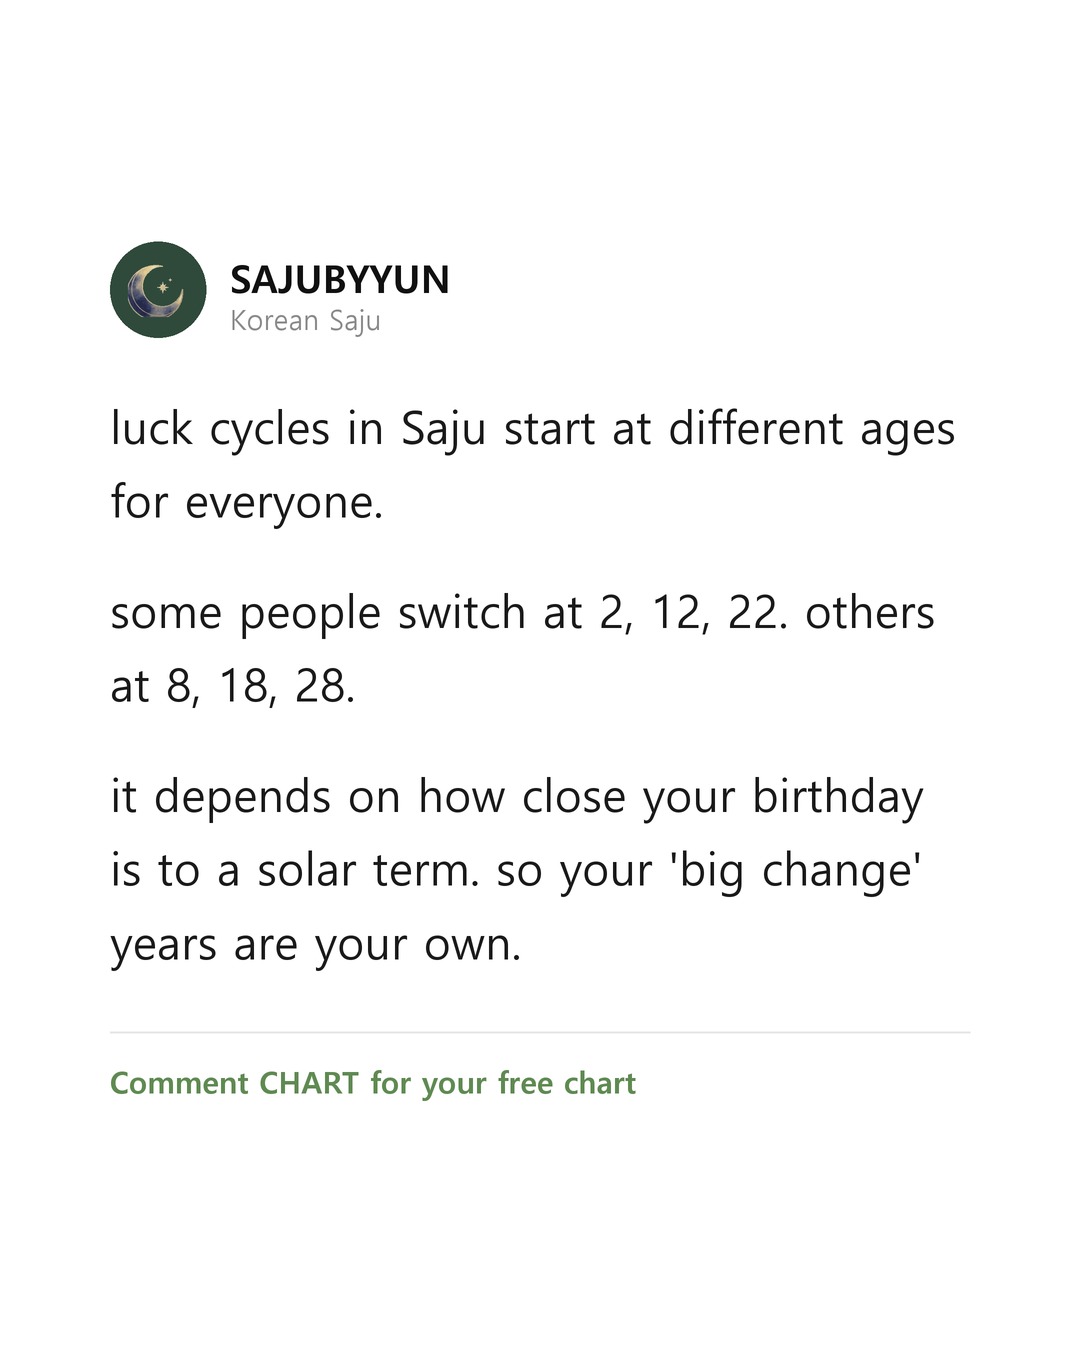 SAJUBYYUN
Korean Saju
luck cycles in Saju start at different ages
for everyone.
some people switch at 2, 12, 22. others
at 8, 18, 28.
it depends on how close your birthday
is to a solar term. so your 'big change'
years are your own.
Comment CHART for your free chart